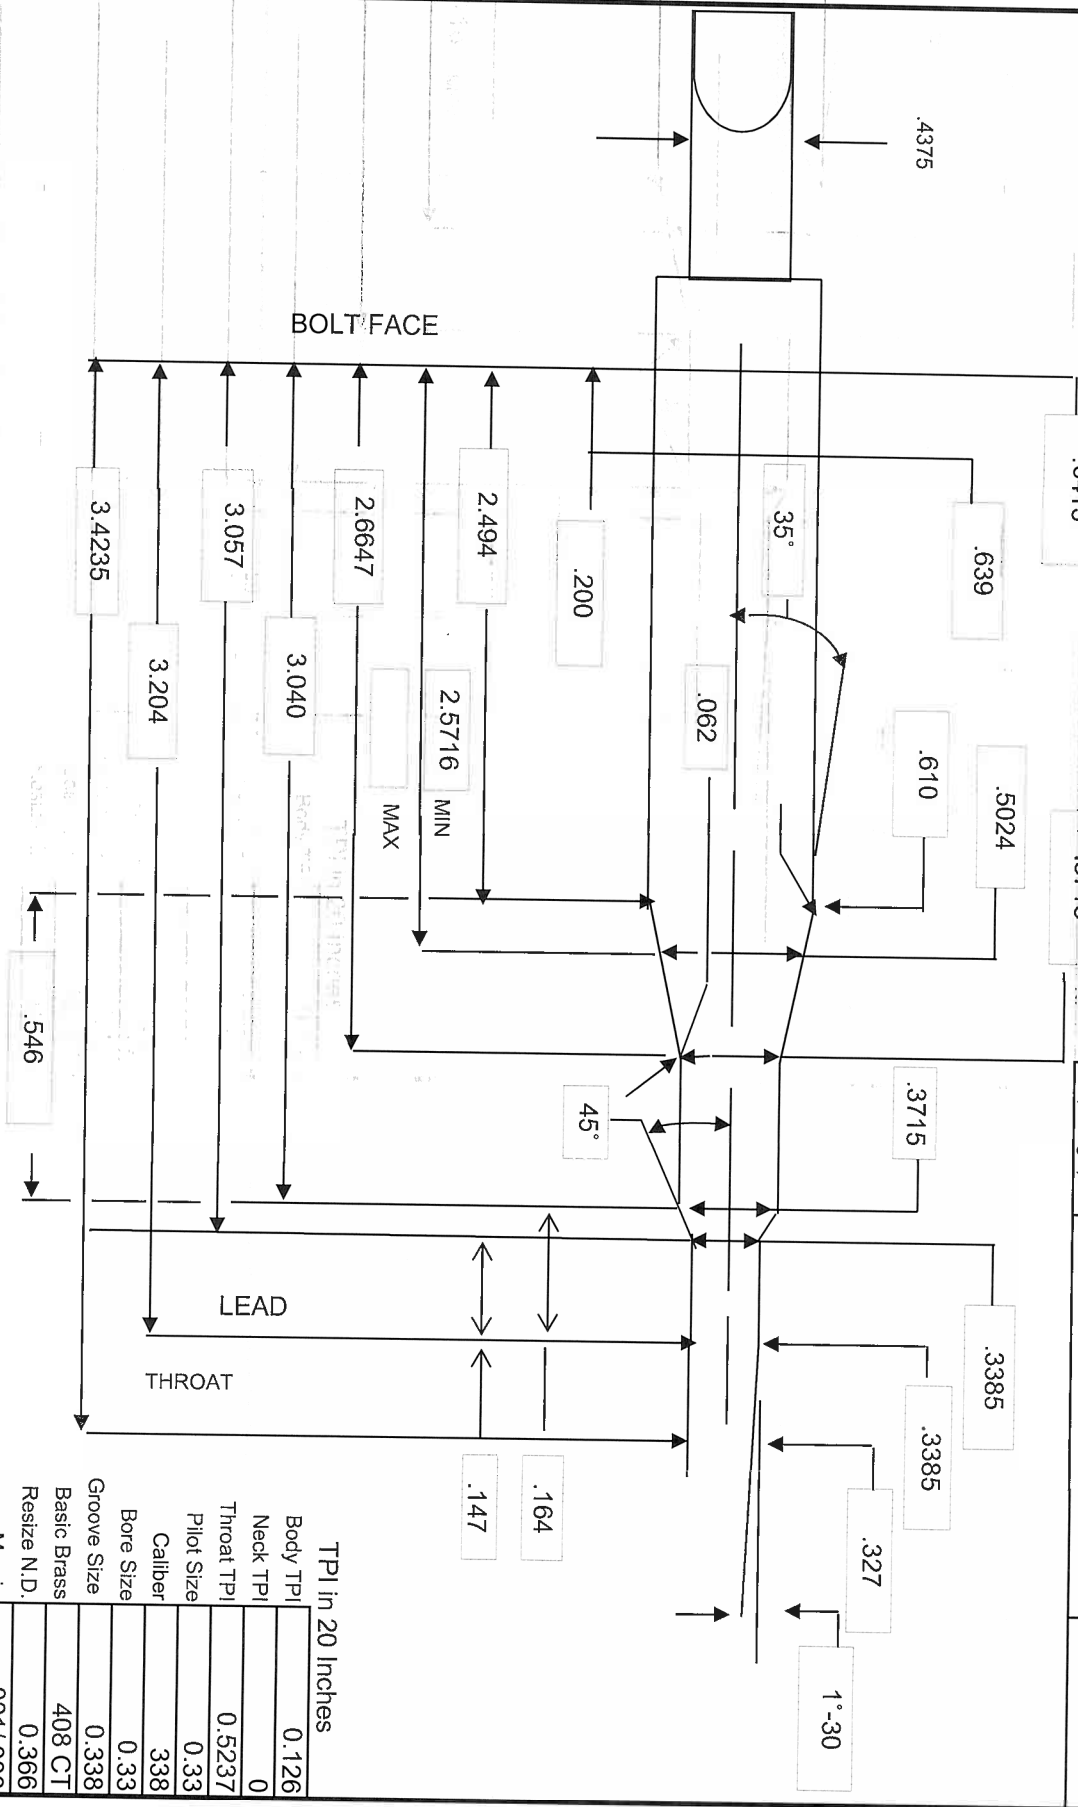 .4375
BOLT FACE
.639
35°
.200
2.494
2.6647
3.057
3.4235
.062
.610
.5024
2.5716
MIN
MAX
3.040
3.204
.546
45°
.3715
LEAD
THROAT
.3385
.3385
.327
1°-30
.164
.147
TPI in 20 Inches
Body TPI 0.126
Neck TPI 0
Throat TPI 0.5237
Pilot Size 0.33
Caliber 338
Bore Size 0.33
Groove Size 0.338
Basic Brass 408 CT
Resize N.D. 0.366